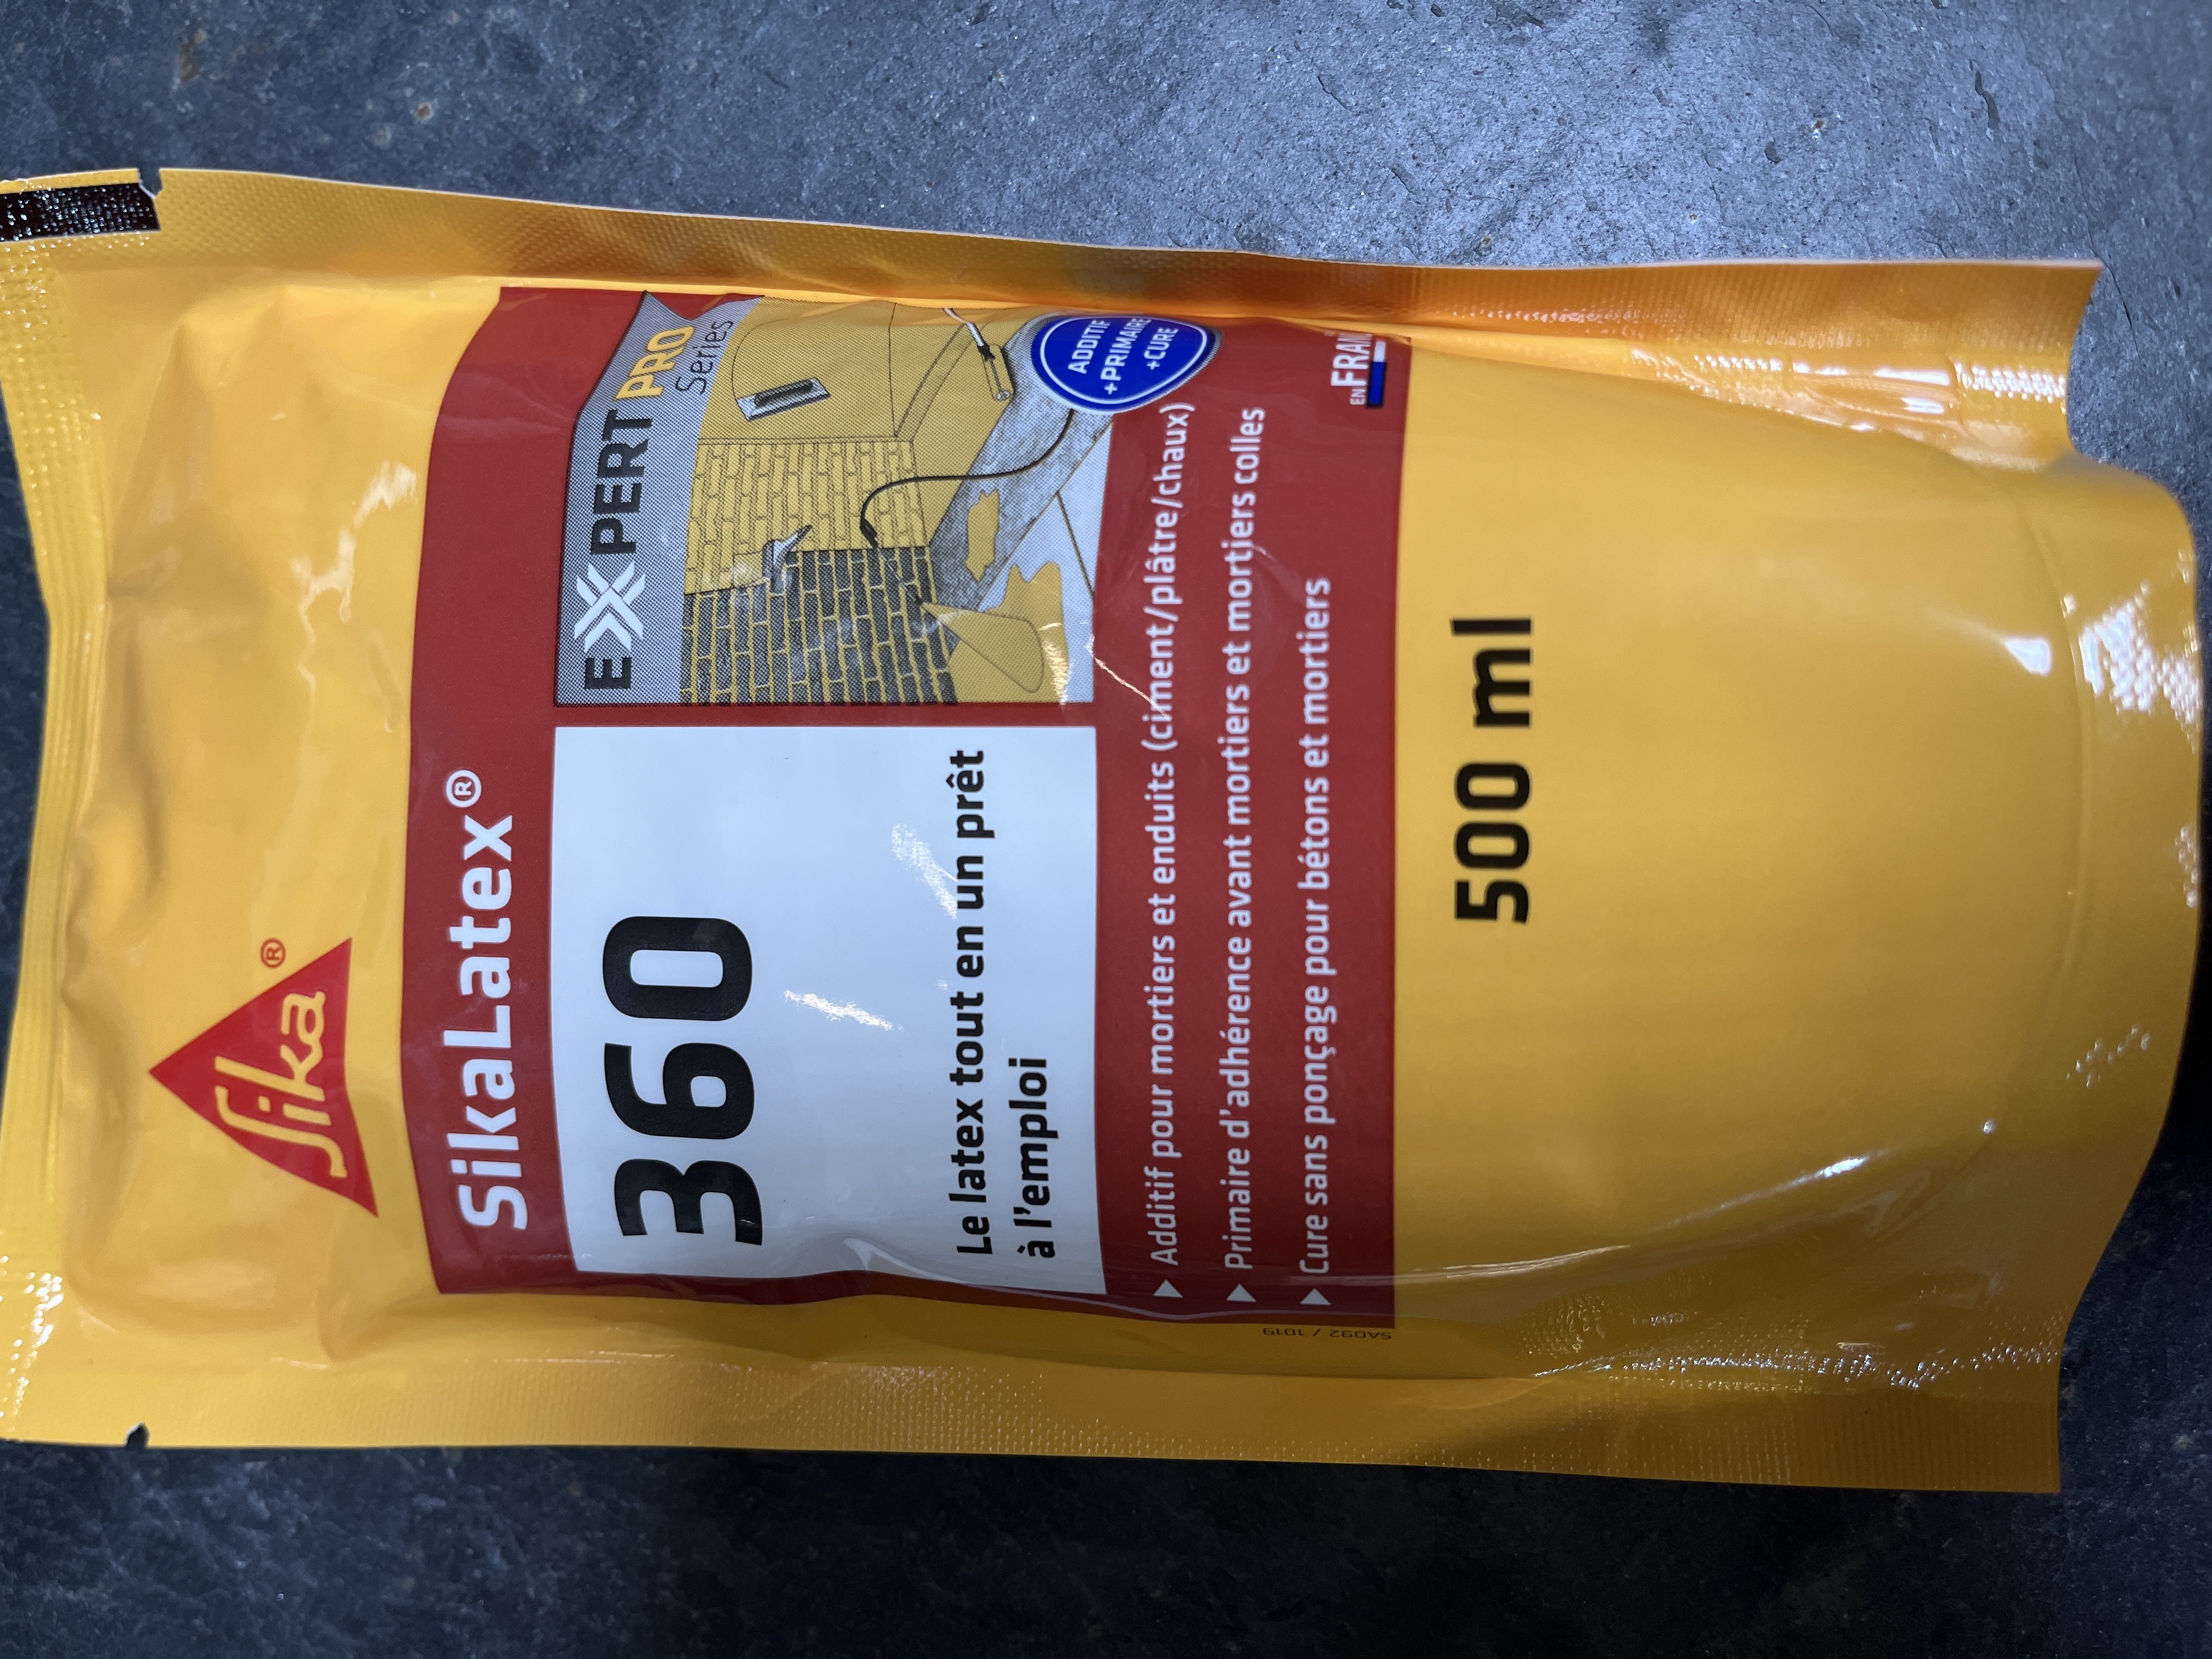 Sika®
SikaLatex®
EXPERT PRO
Series
360
Le latex tout en un prêt
à l'emploi
ADDITIF
+PRIMAIRE
+CURE
Additif pour mortiers et enduits (ciment/plâtre/chaux)
Primaire d'adhérence avant mortiers et mortiers colles
Cure sans ponçage pour bétons et mortiers
EN
SA092 / 1019
500 ml